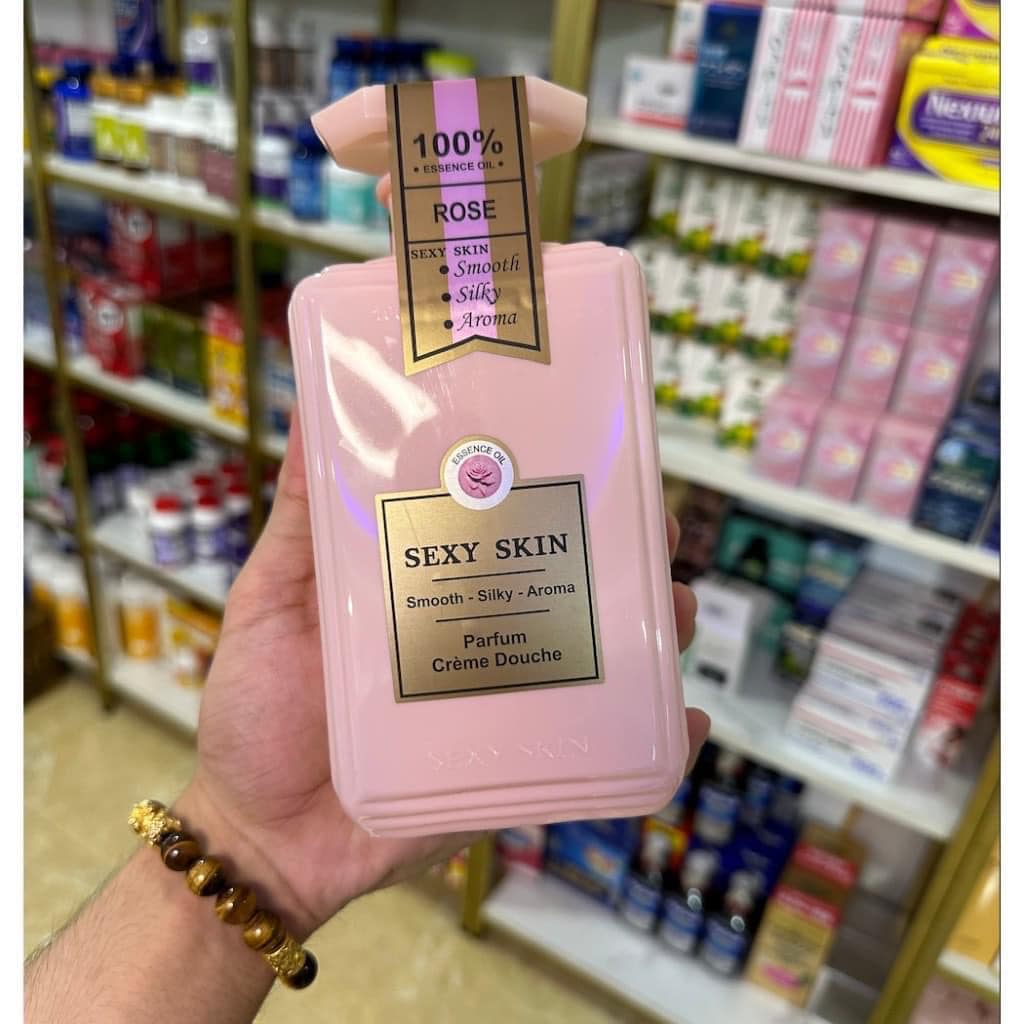 100%
• ESSENCE OIL •
ROSE
SEXY SKIN
• Smooth
• Silky
• Aroma
ESSENCE OIL
SEXY SKIN
Smooth - Silky - Aroma
Parfum
Crème Douche
SEXY SKIN